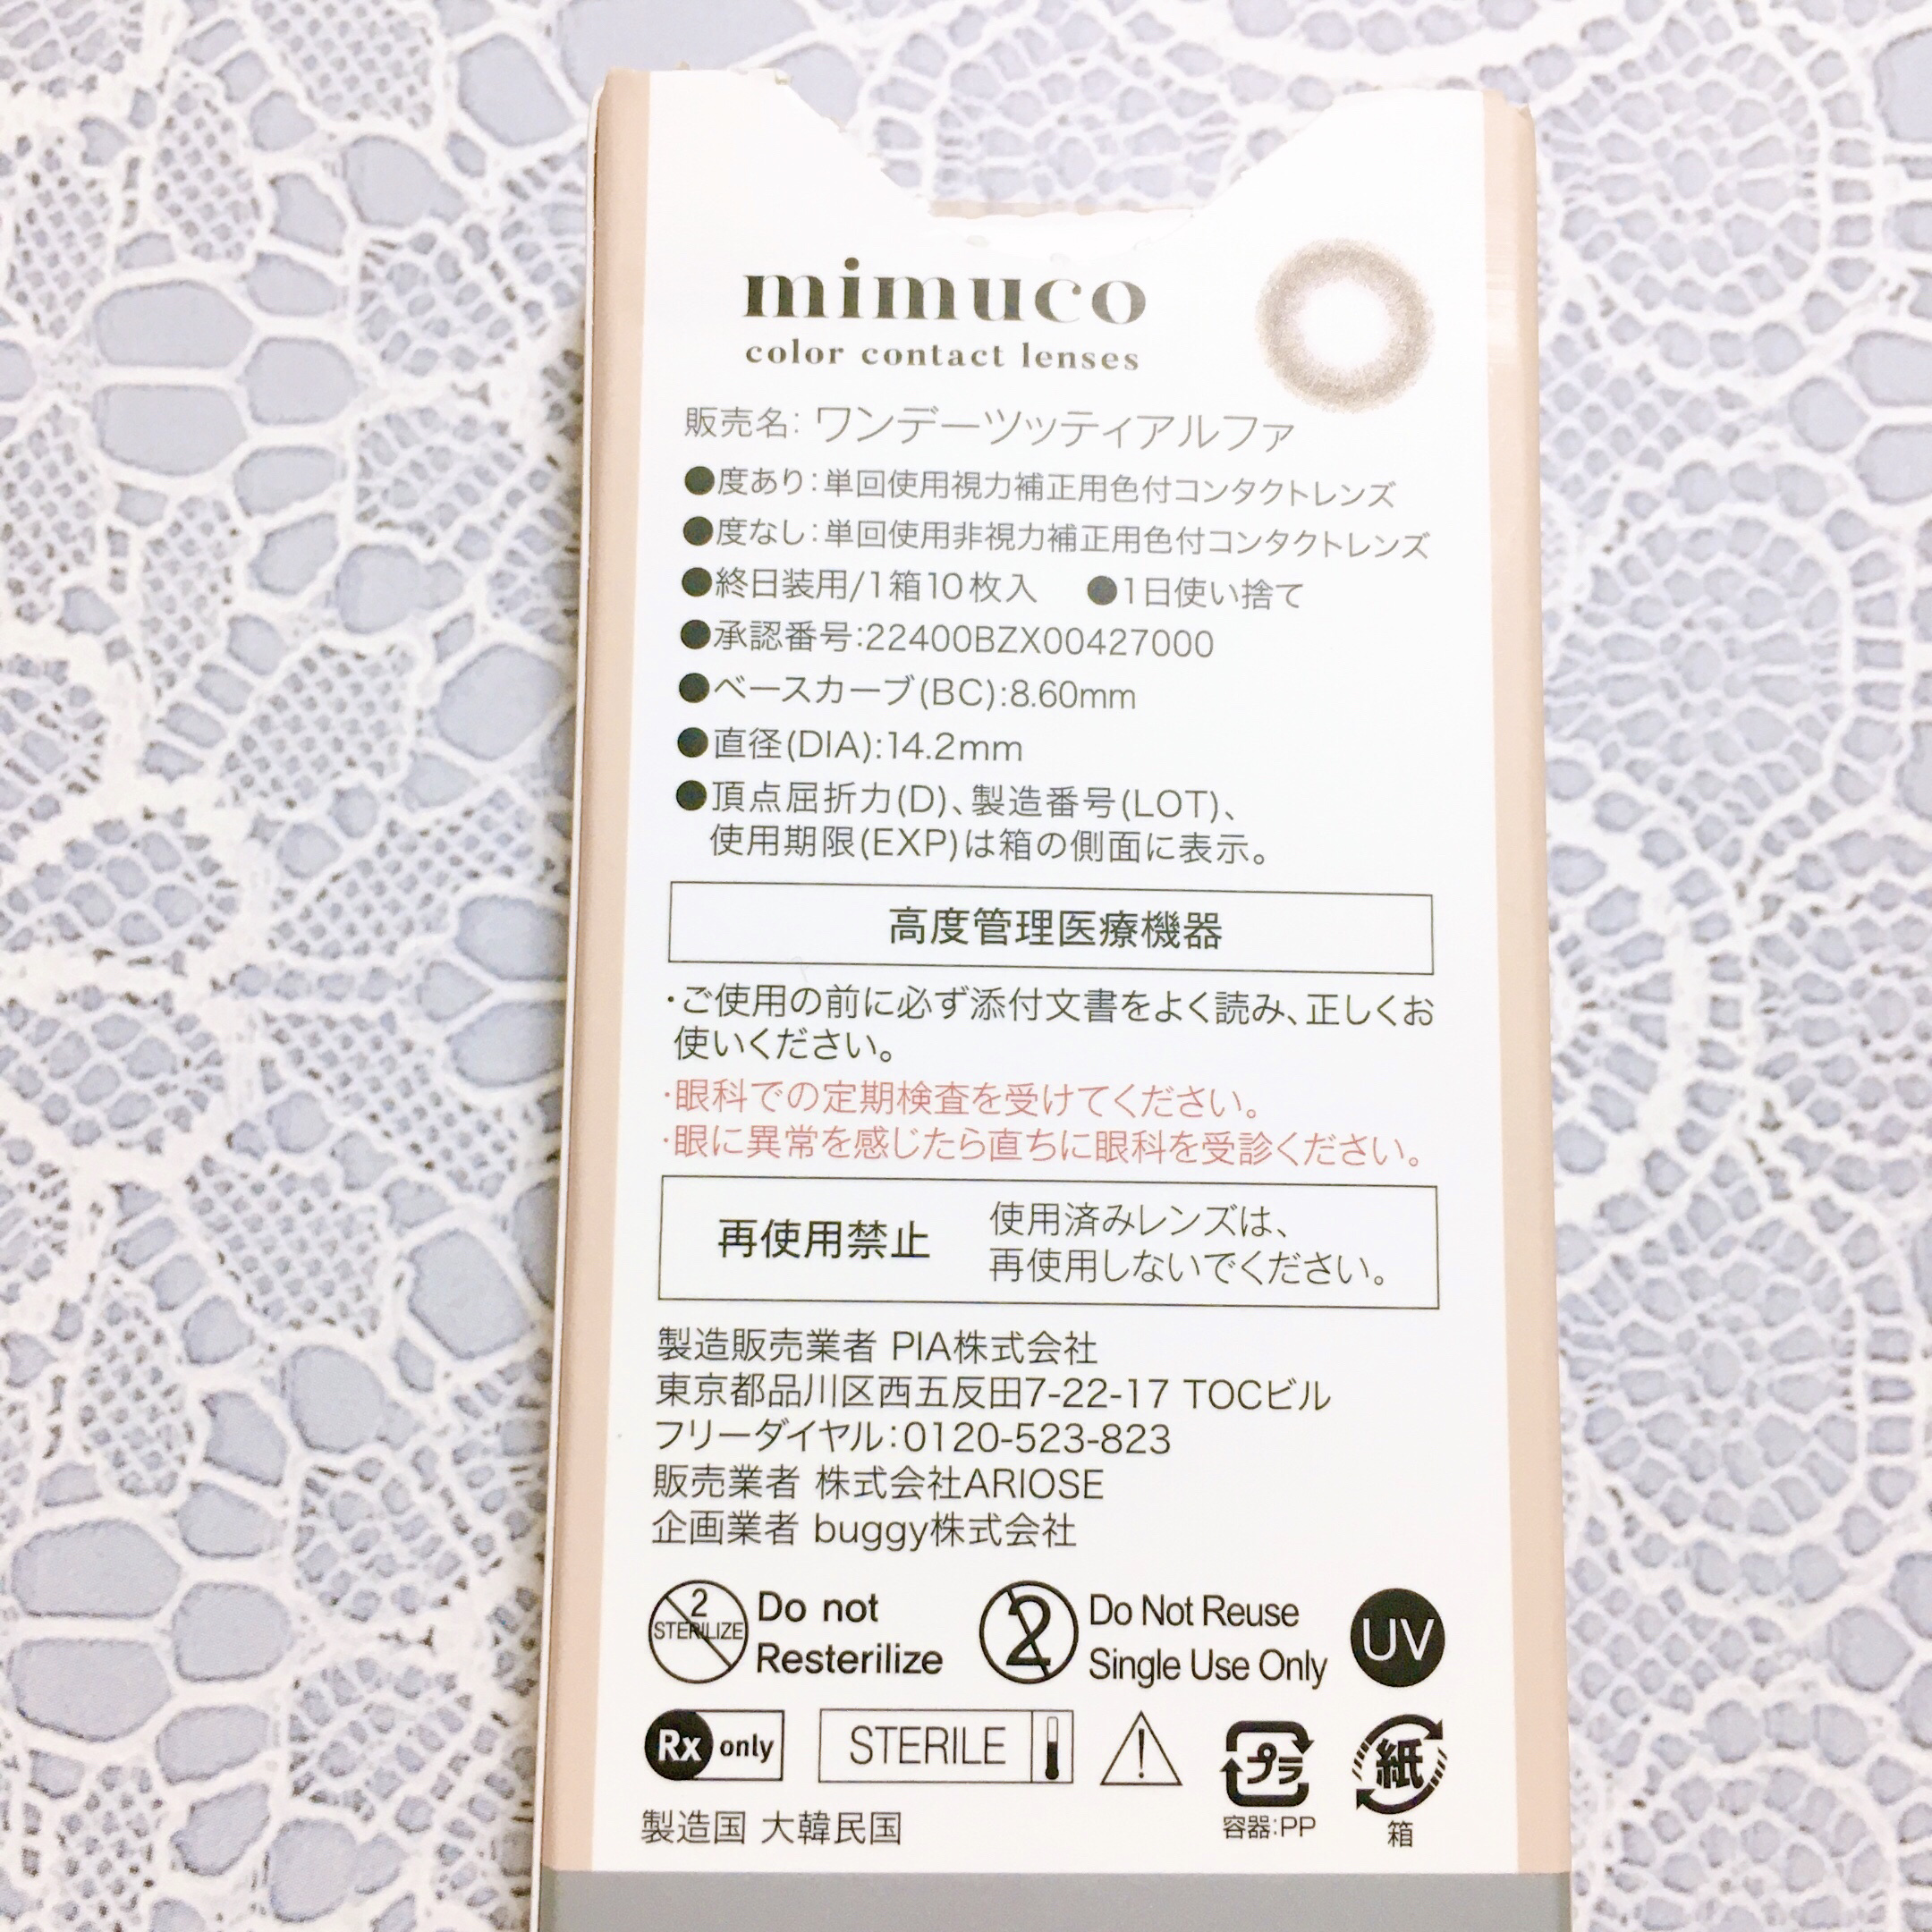 mimuco
color contact lenses
販売名: ワンデーツッティアルファ
●度あり:単回使用視力補正用色付コンタクトレンズ
●度なし:単回使用非視力補正用色付コンタクトレンズ
●終日装用/1箱10枚入 ●1日使い捨て
●承認番号:22400BZX00427000
●ベースカーブ(BC):8.60mm
●直径(DIA):14.2mm
●頂点屈折力(D)、製造番号(LOT)、
使用期限(EXP)は箱の側面に表示。
高度管理医療機器
・ご使用の前に必ず添付文書をよく読み、正しくお
使いください。
・眼科での定期検査を受けてください。
・眼に異常を感じたら直ちに眼科を受診ください。
再使用禁止 使用済みレンズは、
再使用しないでください。
製造販売業者 PIA株式会社
東京都品川区西五反田7-22-17 TOCビル
フリーダイヤル:0120-523-823
販売業者 株式会社ARIOSE
企画業者 buggy株式会社
2 STERILIZE Do not Resterilize
2 Do Not Reuse Single Use Only
UV
Rx only STERILE
プラ 紙
容器:PP 箱
製造国 大韓民国